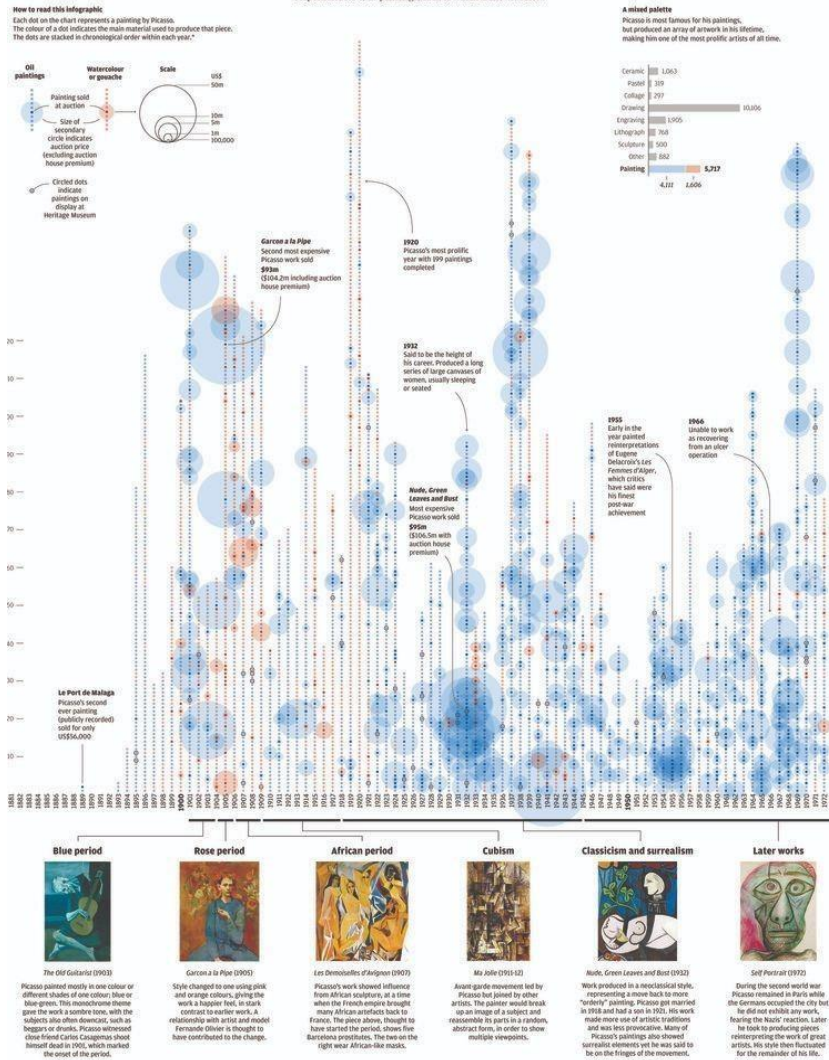 How to read this infographic
Each dot on the chart represents a painting by Picasso.
The colour of a dot indicates the main material used to produce that piece.
The dots are stacked in chronological order within each year.*
Oil
paintings
Watercolour
or gouache
Scale
US$
50m
10m
5m
1m
100,000
Painting sold
at auction
Size of
secondary
circle indicates
auction price
(excluding auction
house premium)
Circled dots
indicate
paintings on
display at
Heritage Museum
A mixed palette
Picasso is most famous for his paintings,
but produced an array of artwork in his lifetime,
making him one of the most prolific artists of all time.
Ceramic 1,063
Pastel 319
Collage 297
Drawing 10,106
Engraving 1,905
Lithograph 768
Sculpture 500
Other 882
Painting 5,717
4,111 1,606
Garcon a la Pipe
Second most expensive
Picasso work sold
$93m
($104.2m including auction
house premium)
1920
Picasso's most prolific
year with 199 paintings
completed
1932
Said to be the height of
his career. Produced a long
series of large canvases of
women, usually sleeping
or seated
Nude, Green
Leaves and Bust
Most expensive
Picasso work sold
$95m
($106.5m with
auction house
premium)
1955
Early in the
year painted
reinterpretations
of Eugene
Delacroix's Les
Femmes d'Alger,
which critics
have said were
his finest
post-war
achievement
1966
Unable to work
as recovering
from an ulcer
operation
Le Port de Malaga
Picasso's second
ever painting
(publicly recorded)
sold for only
US$56,000
20
10
00
90
80
70
60
50
40
30
20
10
Blue period
The Old Guitarist (1903)
Picasso painted mostly in one colour or
different shades of one colour; blue or
blue-green. This monochrome theme
gave the work a sombre tone, with the
subjects also often downcast, such as
beggars or drunks. Picasso witnessed
close friend Carlos Casagemas shoot
himself dead in 1901, which marked
the onset of the period.
Rose period
Garcon a la Pipe (1905)
Style changed to one using pink
and orange colours, giving the
work a happier feel, in stark
contrast to earlier work. A
relationship with artist and model
Fernande Olivier is thought to
have contributed to the change.
African period
Les Demoiselles d'Avignon (1907)
Picasso's work showed influence
from African sculpture, at a time
when the French empire brought
many African artefacts back to
France. The piece above, thought to
have started the period, shows five
Barcelona prostitutes. The two on the
right wear African-like masks.
Cubism
Ma Jolie (1911-12)
Avant-garde movement led by
Picasso but joined by other
artists. The painter would break
up an image of a subject and
reassemble its parts in a random,
abstract form, in order to show
multiple viewpoints.
Classicism and surrealism
Nude, Green Leaves and Bust (1932)
Work produced in a neoclassical style,
representing a move back to more
"orderly" painting. Picasso got married
in 1918 and had a son in 1921. His work
made more use of artistic traditions
and was less provocative. Many of
Picasso's paintings also showed
surrealist elements yet he was said to
be on the fringes of the movement.
Later works
Self Portrait (1972)
During the second world war
Picasso remained in Paris while
the Germans occupied the city but
he did not exhibit any work,
fearing the Nazis' reaction. Later
he took to producing pieces
reinterpreting the work of great
artists. His style then fluctuated
for the remainder of his life.